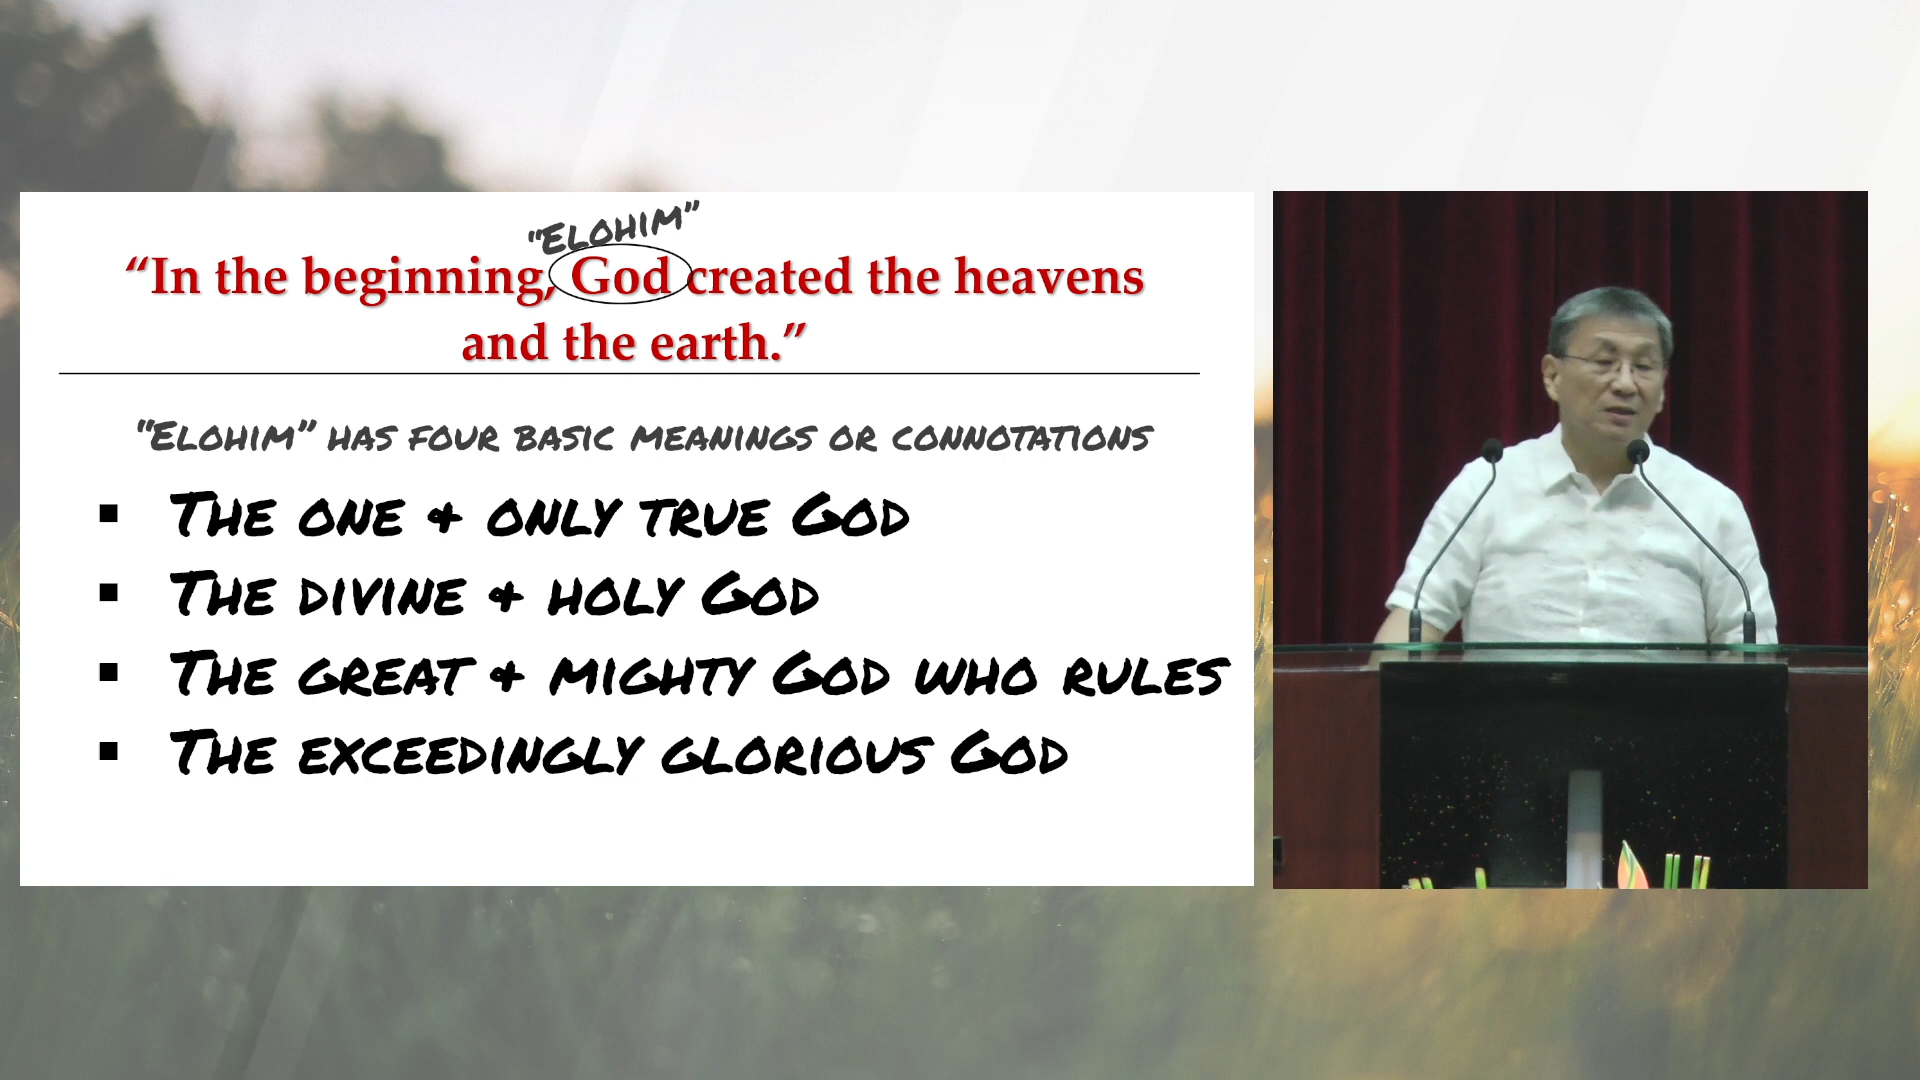 “Elohim”
“In the beginning, God created the heavens
and the earth.”
“Elohim” has four basic meanings or connotations
▪ The one & only true God
▪ The divine & holy God
▪ The great & mighty God who rules
▪ The exceedingly glorious God